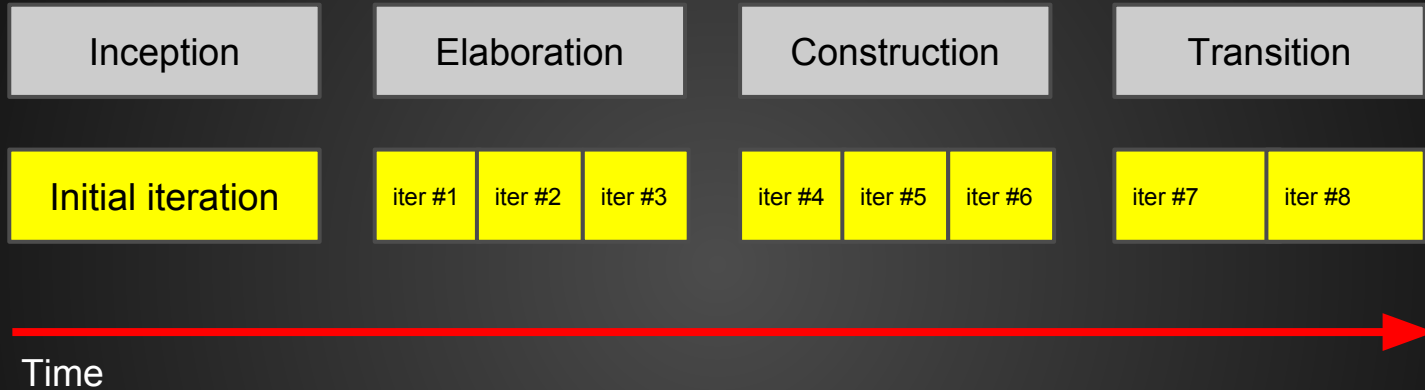 Inception Elaboration Construction Transition
Initial iteration iter #1 iter #2 iter #3 iter #4 iter #5 iter #6 iter #7 iter #8
Time